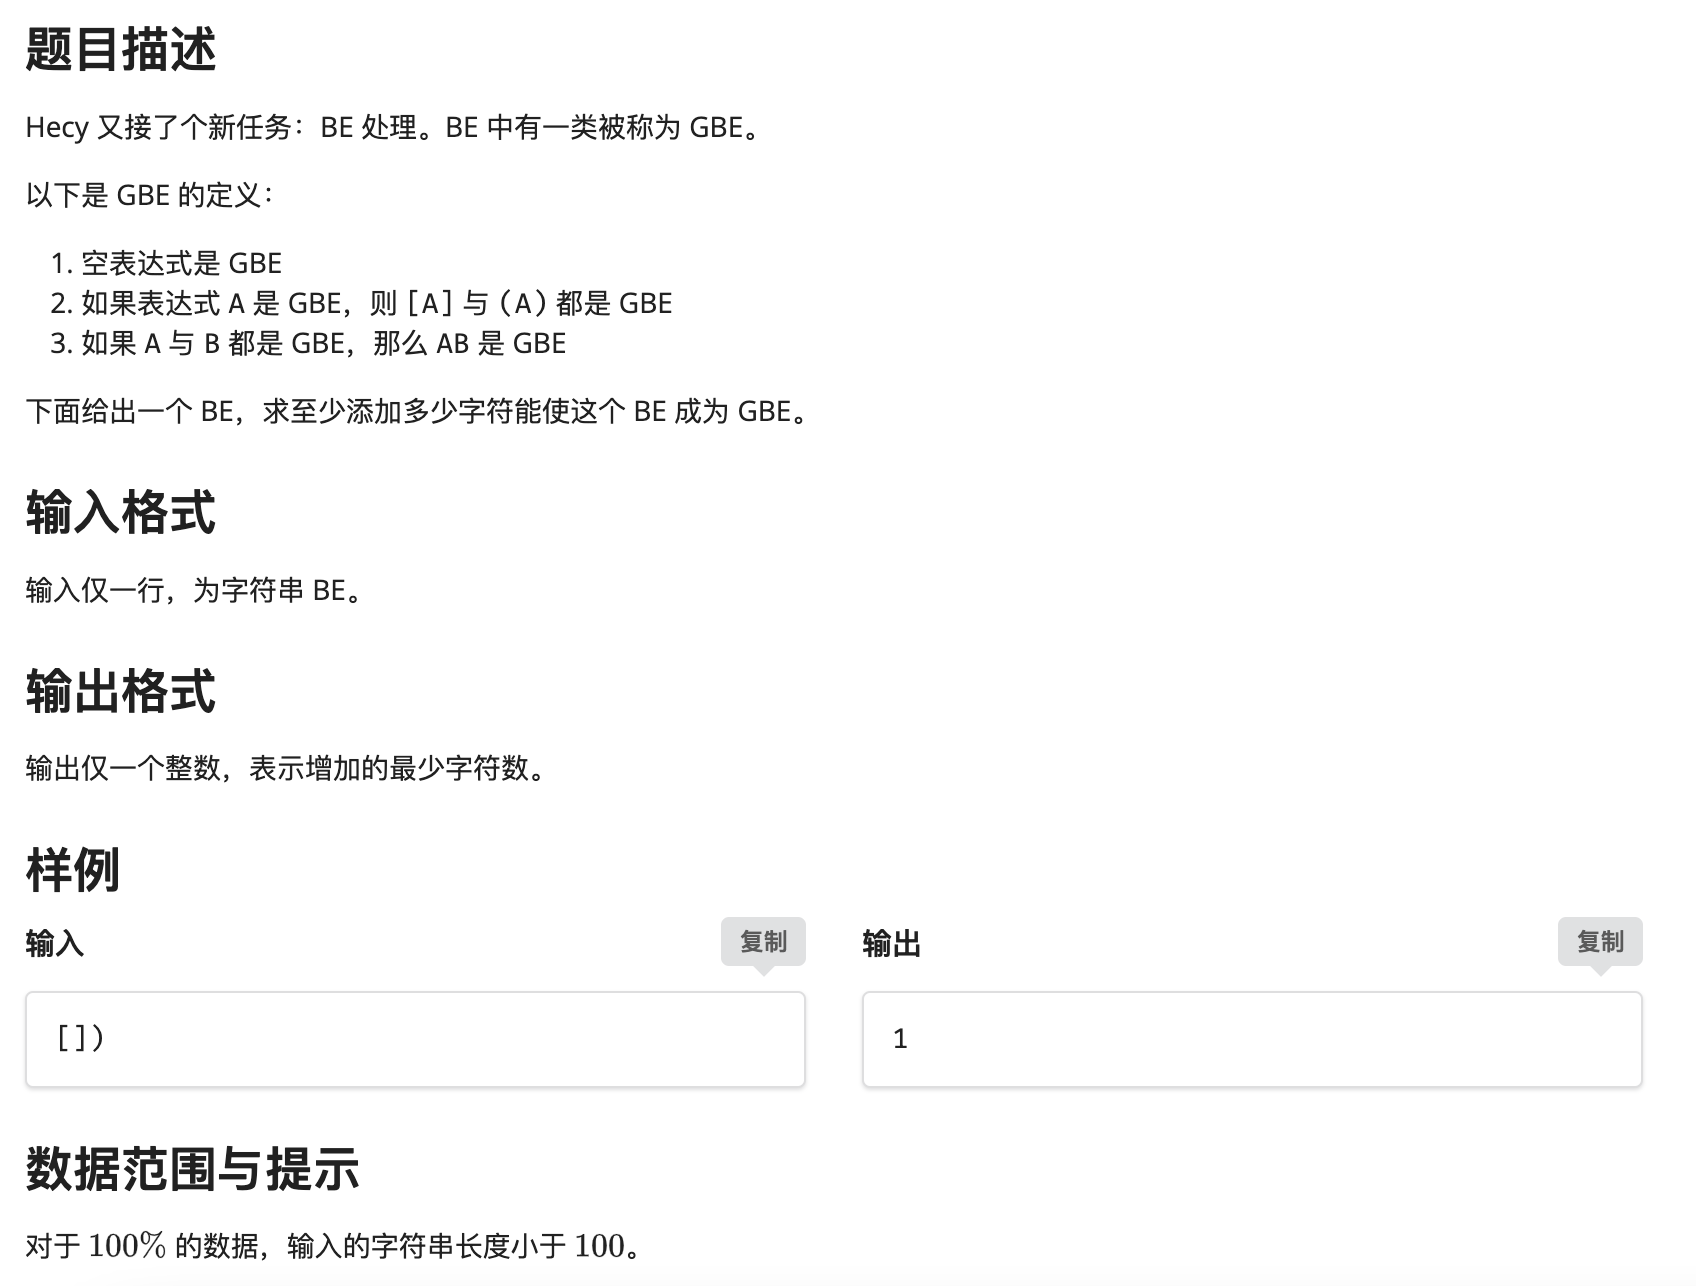 题目描述
Hecy 又接了个新任务：BE 处理。BE 中有一类被称为 GBE。
以下是 GBE 的定义：
1. 空表达式是 GBE
2. 如果表达式 A 是 GBE，则 [A] 与 (A) 都是 GBE
3. 如果 A 与 B 都是 GBE，那么 AB 是 GBE
下面给出一个 BE，求至少添加多少字符能使这个 BE 成为 GBE。
输入格式
输入仅一行，为字符串 BE。
输出格式
输出仅一个整数，表示增加的最少字符数。
样例
输入
复制
[])
输出
复制
1
数据范围与提示
对于 100% 的数据，输入的字符串长度小于 100。